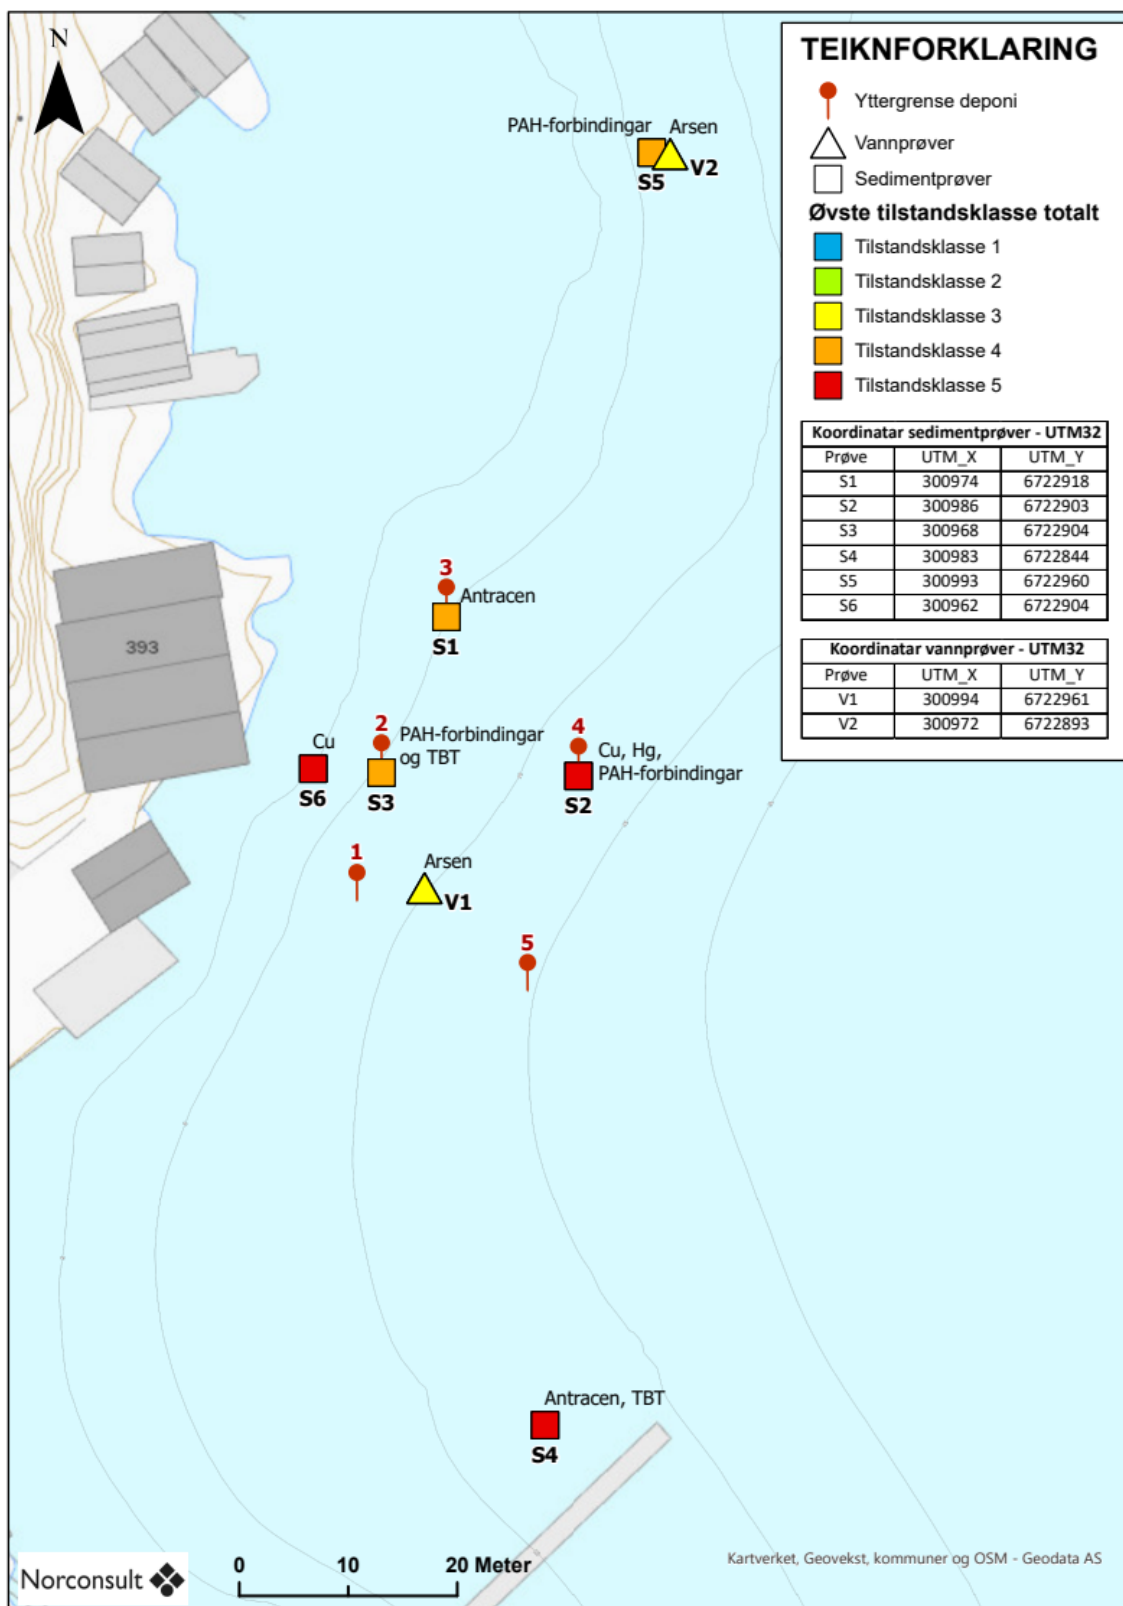 N
TEIKNFORKLARING
Yttergrense deponi
Vannprøver
Sedimentprøver
Øvste tilstandsklasse totalt
Tilstandsklasse 1
Tilstandsklasse 2
Tilstandsklasse 3
Tilstandsklasse 4
Tilstandsklasse 5
Koordinatar sedimentprøver - UTM32
Prøve UTM_X UTM_Y
S1 300974 6722918
S2 300986 6722903
S3 300968 6722904
S4 300983 6722844
S5 300993 6722960
S6 300962 6722904
Koordinatar vannprøver - UTM32
Prøve UTM_X UTM_Y
V1 300994 6722961
V2 300972 6722893
PAH-forbindingar Arsen
S5 V2
3
Antracen
S1
393
Cu
S6
2
PAH-forbindingar
og TBT
S3
4
Cu, Hg,
PAH-forbindingar
S2
1
Arsen
V1
5
Antracen, TBT
S4
Norconsult
0 10 20 Meter
Kartverket, Geovekst, kommuner og OSM - Geodata AS